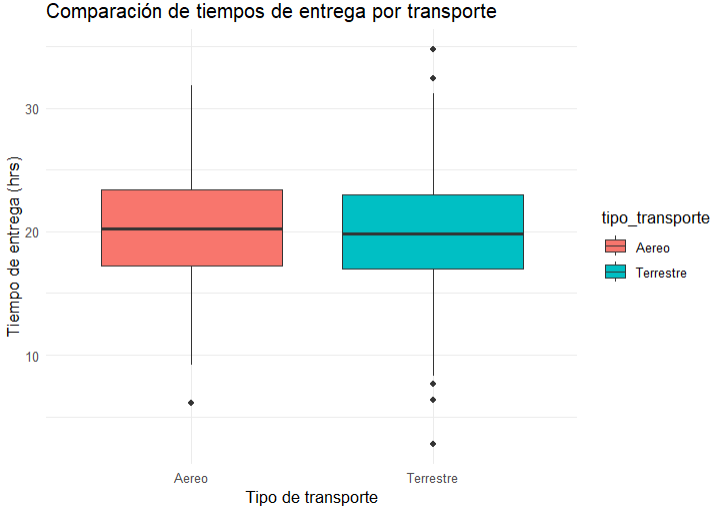 Comparación de tiempos de entrega por transporte
Tiempo de entrega (hrs)
30
20
10
Aereo
Terrestre
Tipo de transporte
tipo_transporte
Aereo
Terrestre